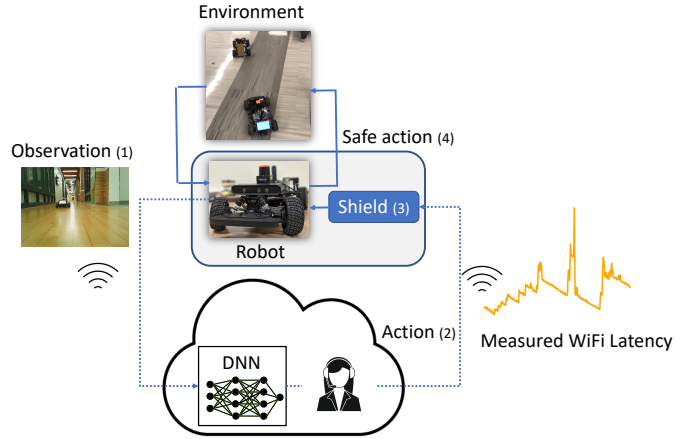 Environment
Safe action (4)
Observation (1)
Shield (3)
Robot
Action (2)
DNN
Measured WiFi Latency